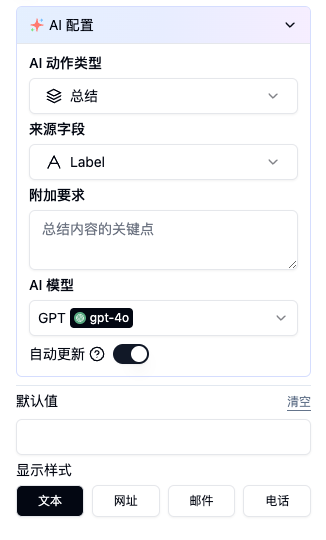 AI 配置
AI 动作类型
总结
来源字段
Label
附加要求
总结内容的关键点
AI 模型
GPT gpt-4o
自动更新
默认值 清空
显示样式
文本 网址 邮件 电话